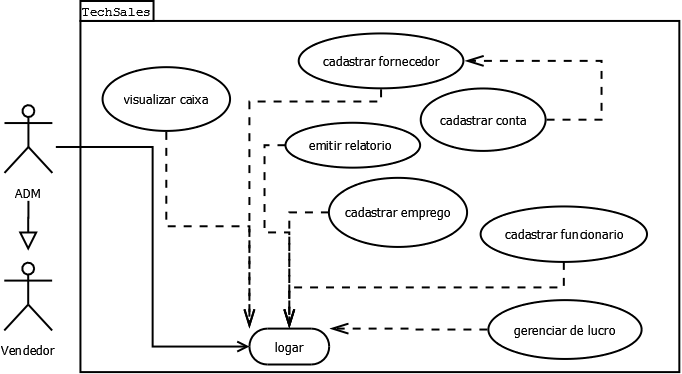 TechSales
cadastrar fornecedor
visualizar caixa
cadastrar conta
emitir relatorio
ADM
cadastrar emprego
cadastrar funcionario
gerenciar de lucro
logar
Vendedor